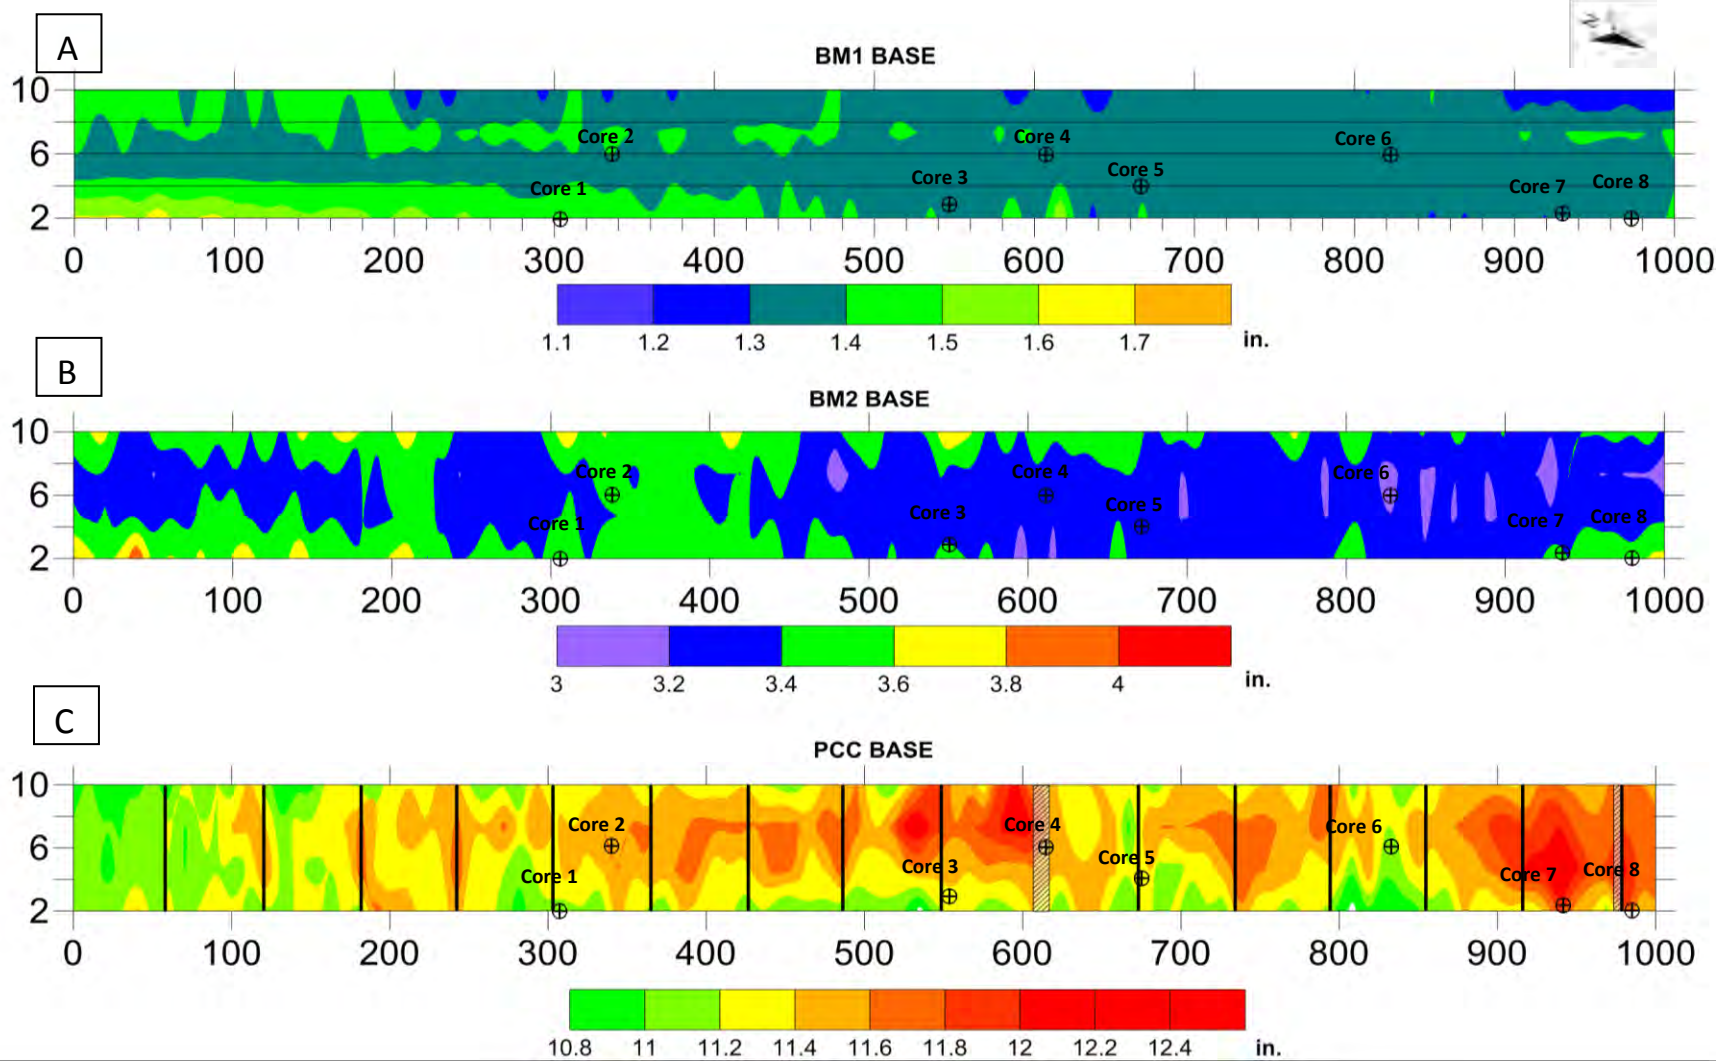 A
N
BM1 BASE
10
6
2
Core 1
Core 2
Core 3
Core 4
Core 5
Core 6
Core 7
Core 8
0 100 200 300 400 500 600 700 800 900 1000
1.1 1.2 1.3 1.4 1.5 1.6 1.7 in.
B
BM2 BASE
10
6
2
Core 1
Core 2
Core 3
Core 4
Core 5
Core 6
Core 7
Core 8
0 100 200 300 400 500 600 700 800 900 1000
3 3.2 3.4 3.6 3.8 4 in.
C
PCC BASE
10
6
2
Core 1
Core 2
Core 3
Core 4
Core 5
Core 6
Core 7
Core 8
0 100 200 300 400 500 600 700 800 900 1000
10.8 11 11.2 11.4 11.6 11.8 12 12.2 12.4 in.